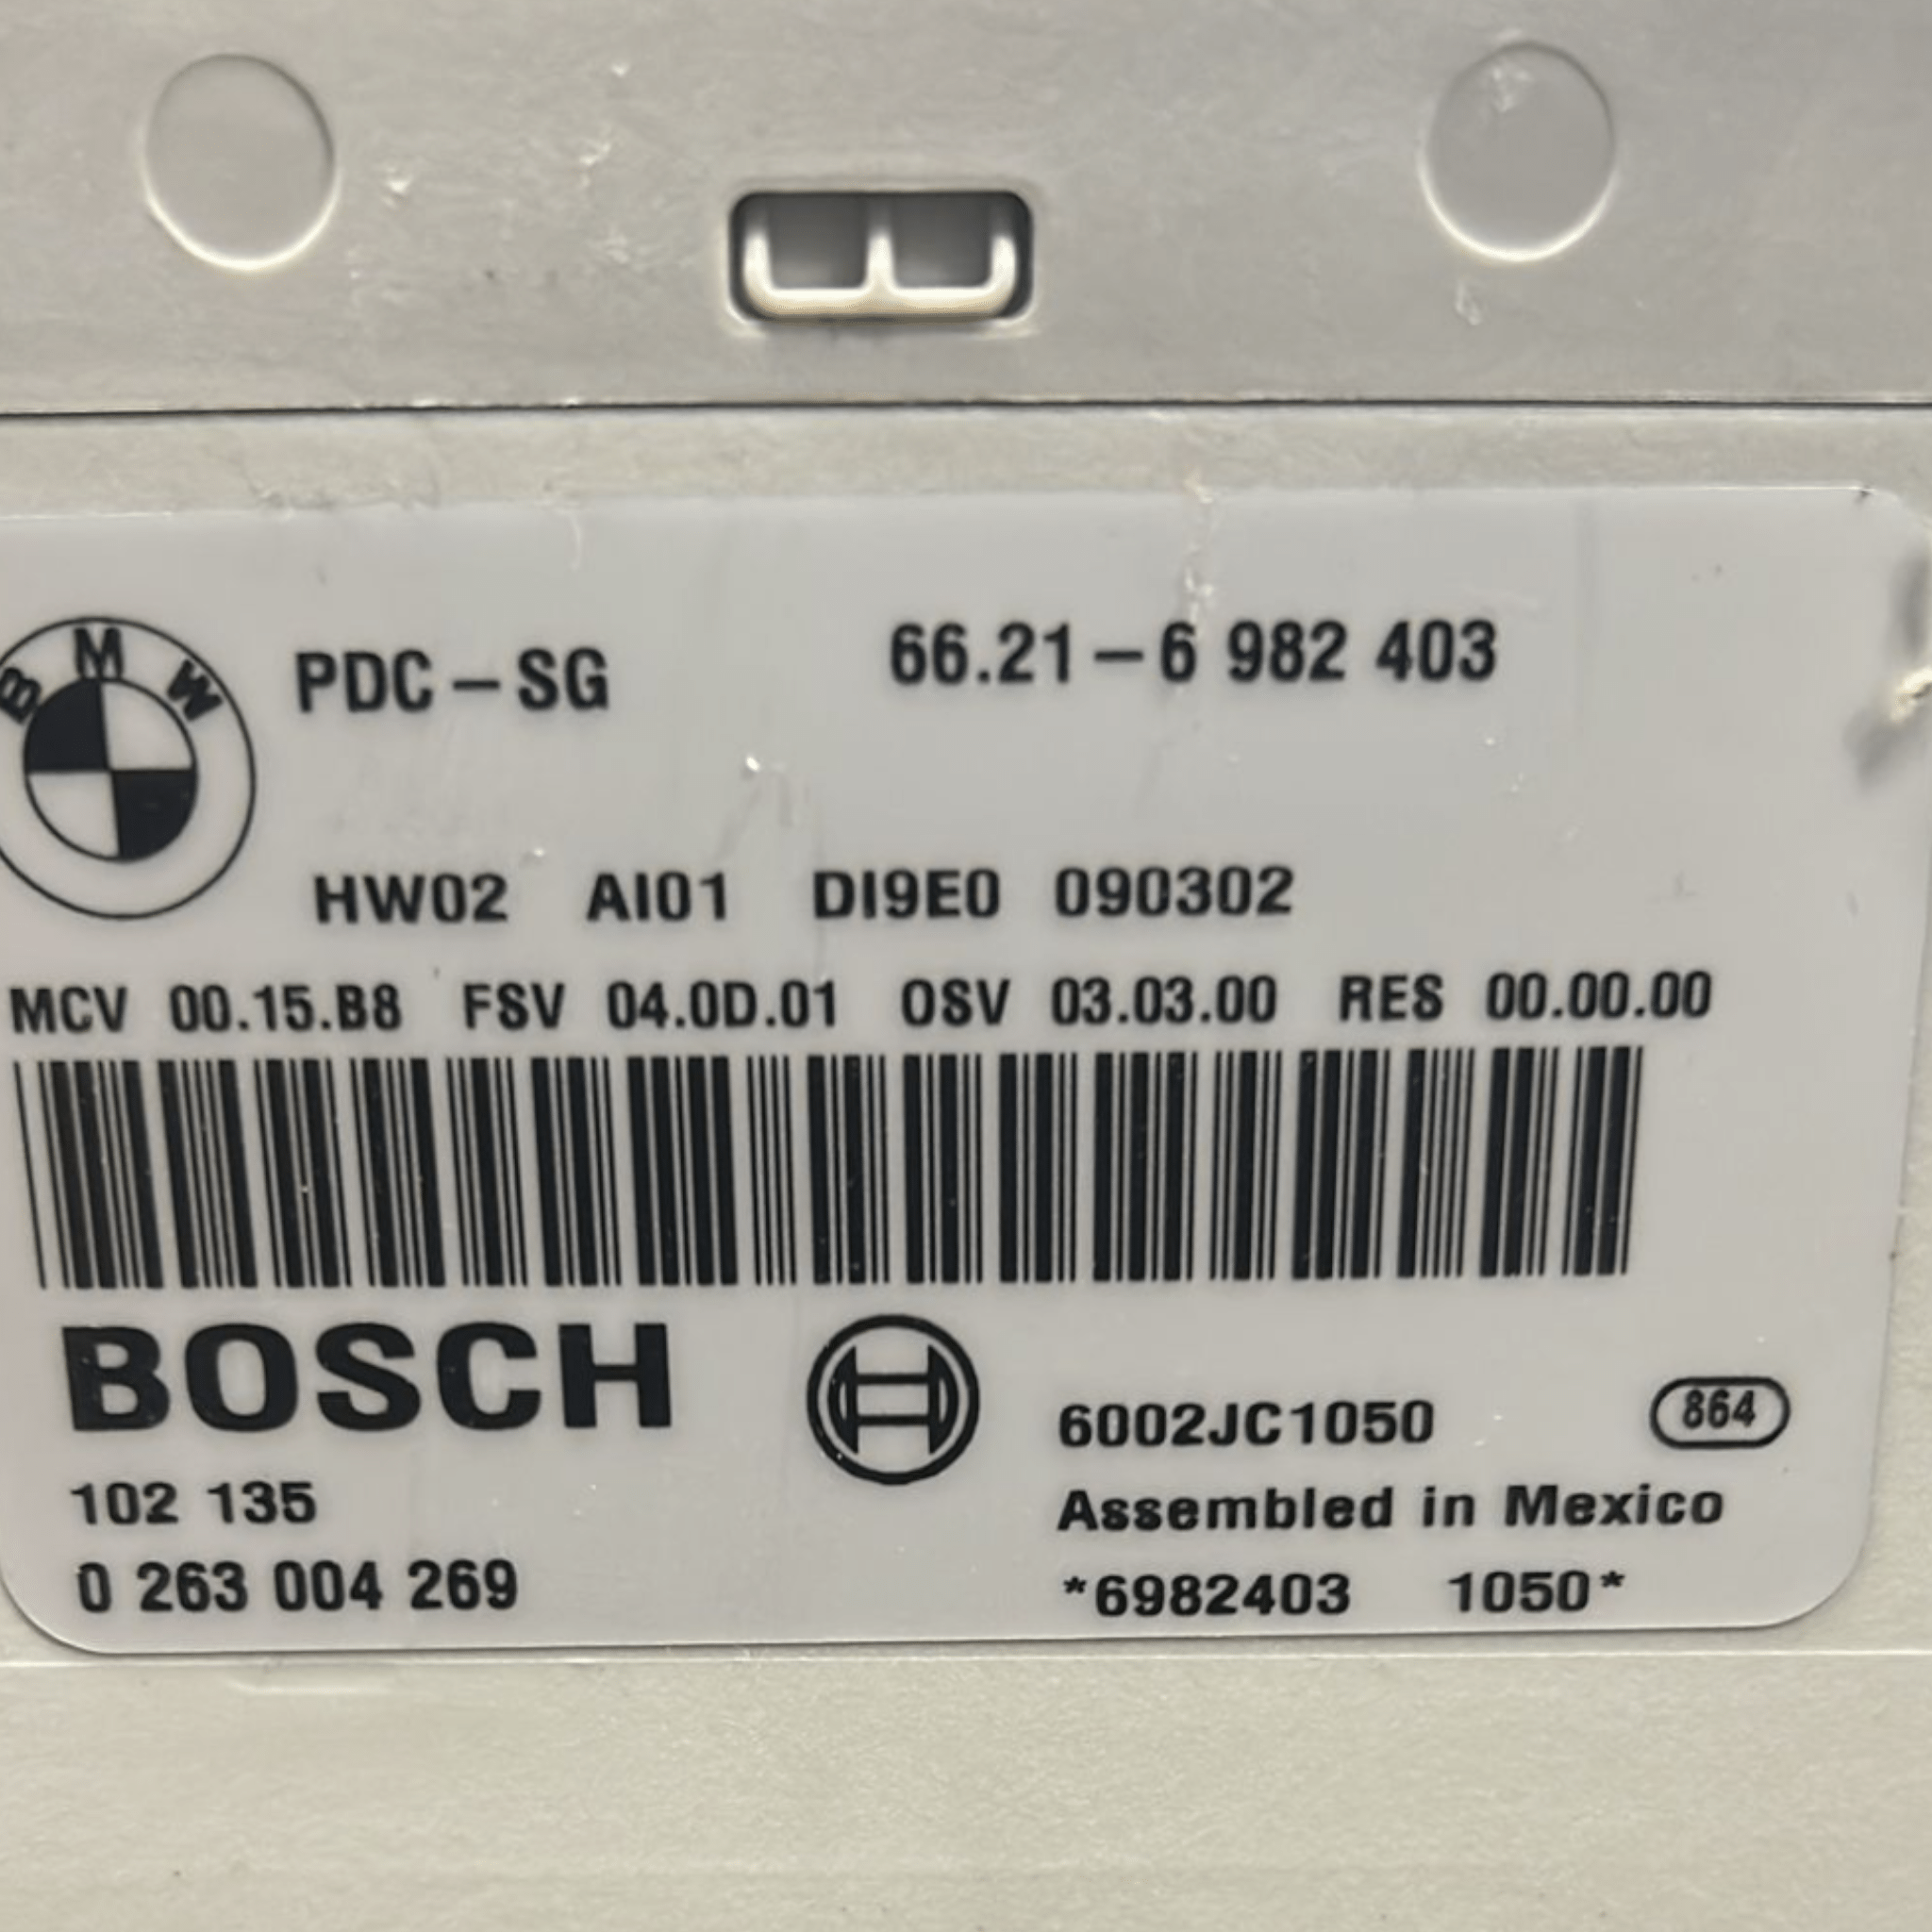 BMW
PDC-SG 66.21-6 982 403
HW02 AI01 DI9E0 090302
MCV 00.15.B8 FSV 04.0D.01 OSV 03.03.00 RES 00.00.00
BOSCH
6002JC1050 864
102 135 Assembled in Mexico
0 263 004 269 *6982403 1050*